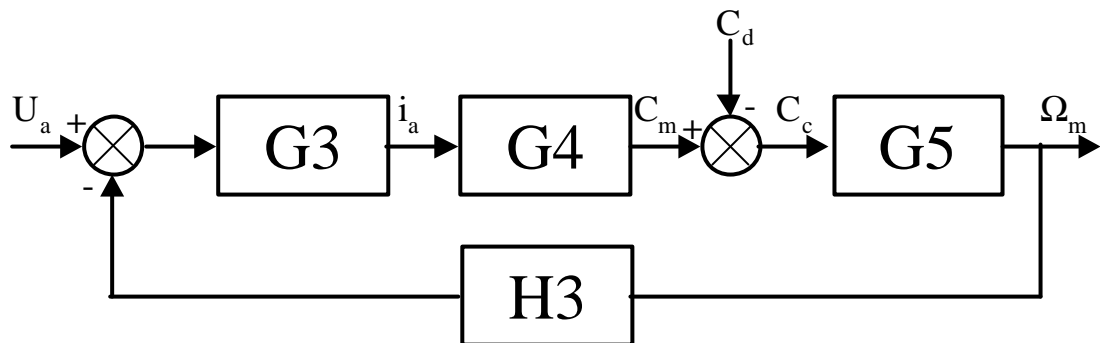 C_d
U_a + G3 i_a G4 C_m + - C_c G5 Ω_m
-
H3